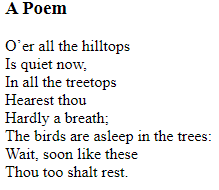 A Poem
O'er all the hilltops
Is quiet now,
In all the treetops
Hearest thou
Hardly a breath;
The birds are asleep in the trees:
Wait, soon like these
Thou too shalt rest.